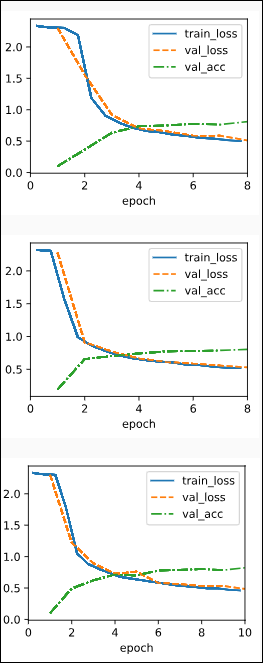 2.0
1.5
1.0
0.5
0.0
train_loss
val_loss
val_acc
0 2 4 6 8
epoch
2.0
1.5
1.0
0.5
train_loss
val_loss
val_acc
0 2 4 6 8
epoch
2.0
1.5
1.0
0.5
0.0
train_loss
val_loss
val_acc
0 2 4 6 8 10
epoch